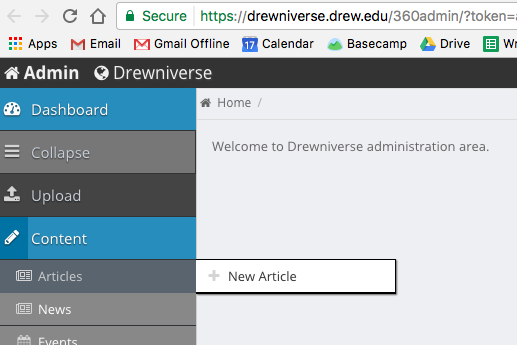 Secure https://drewniverse.drew.edu/360admin/?token=
Apps Email Gmail Offline 17 Calendar Basecamp Drive
Admin Drewniverse
Dashboard
Home /
Collapse
Welcome to Drewniverse administration area.
Upload
Content
Articles
New Article
News
Events